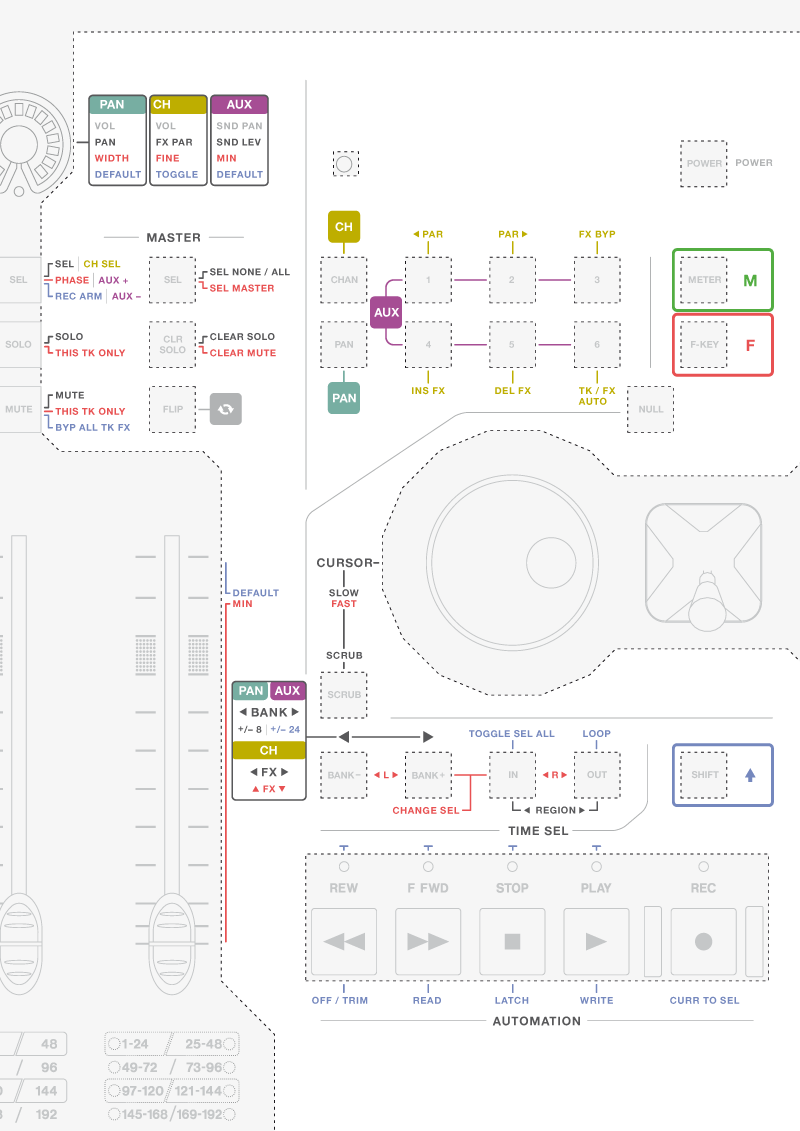 PAN CH AUX
VOL VOL SND PAN
PAN FX PAR SND LEV
WIDTH FINE MIN
DEFAULT TOGGLE DEFAULT
POWER POWER
MASTER
CH
◀ PAR PAR ▶ FX BYP
SEL
SEL | CH SEL
PHASE | AUX +
REC ARM | AUX –
SEL
SEL NONE / ALL
SEL MASTER
CHAN 1 2 3
METER M
AUX
SOLO
SOLO
THIS TK ONLY
CLR
SOLO
CLEAR SOLO
CLEAR MUTE
PAN 4 5 6
F-KEY F
PAN
INS FX DEL FX TK / FX
AUTO
MUTE
MUTE
THIS TK ONLY
BYP ALL TK FX
FLIP
NULL
CURSOR
SLOW
FAST
DEFAULT
MIN
SCRUB
SCRUB
PAN AUX
◀ BANK ▶
+/– 8 | +/– 24
CH
◀ FX ▶
▲ FX ▼
TOGGLE SEL ALL LOOP
BANK– ◀ L ▶ BANK+ IN ◀ R ▶ OUT
SHIFT
CHANGE SEL ◀ REGION ▶
TIME SEL
REW F FWD STOP PLAY REC
OFF / TRIM READ LATCH WRITE CURR TO SEL
AUTOMATION
/ 48 1-24 / 25-48
/ 96 49-72 / 73-96
/ 144 97-120 / 121-144
/ 192 145-168 / 169-192